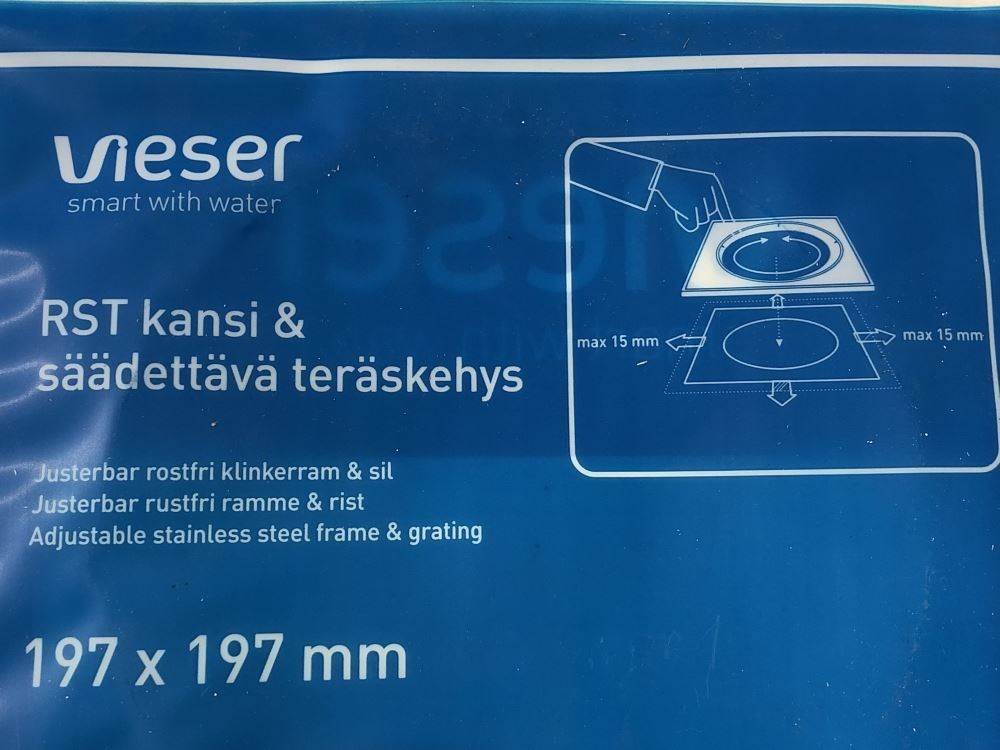 vieser
smart with water
RST kansi &
säädettävä teräskehys
Justerbar rostfri klinkerram & sil
Justerbar rustfri ramme & rist
Adjustable stainless steel frame & grating
197 x 197 mm
max 15 mm
max 15 mm